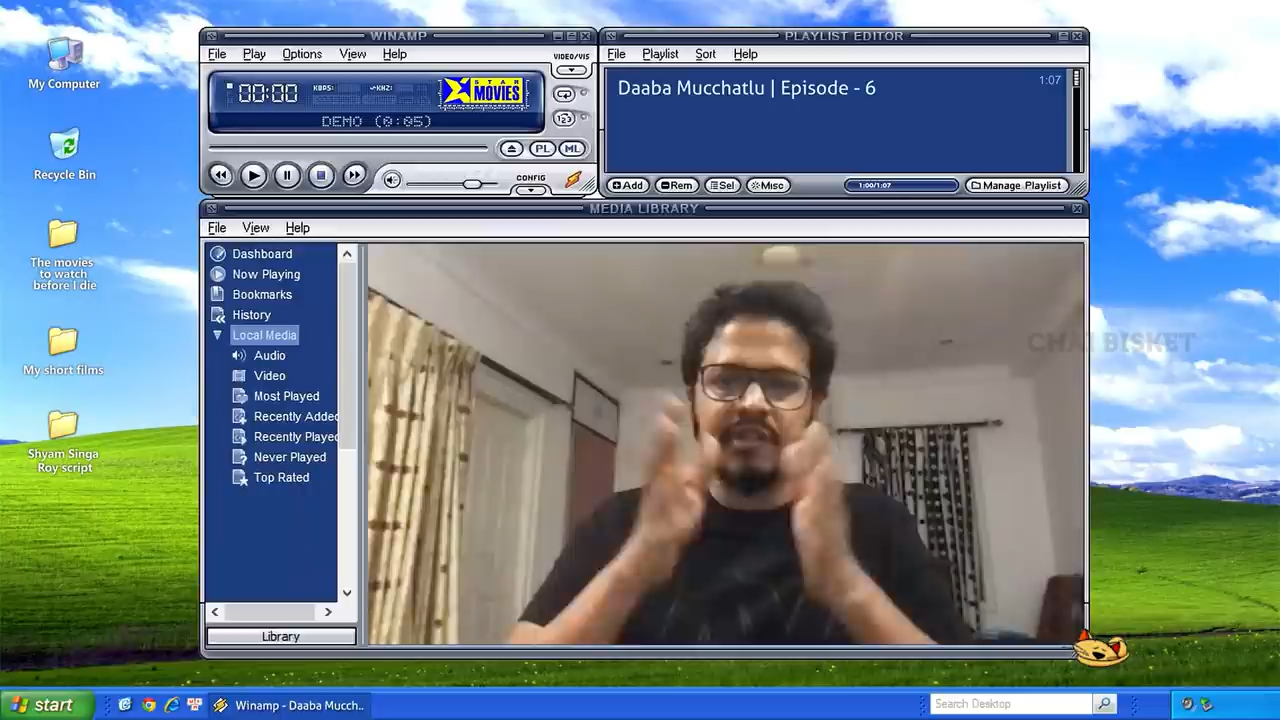 My Computer
Recycle Bin
The movies
to watch
before I die
My short films
Shyam Singa
Roy script
WINAMP
File Play Options View Help
VIDEO/VIS
00:00
KBPS:
KHZ:
STAR
MOVIES
DEMO (0:05)
123
PL
ML
CONFIG
PLAYLIST EDITOR
File Playlist Sort Help
Daaba Mucchatlu | Episode - 6
1:07
Add
Rem
Sel
Misc
1:00/1:07
Manage Playlist
MEDIA LIBRARY
File View Help
Dashboard
Now Playing
Bookmarks
History
Local Media
Audio
Video
Most Played
Recently Adde
Recently Playe
Never Played
Top Rated
Library
CHAI BISKET
start
Winamp - Daaba Mucch..
Search Desktop